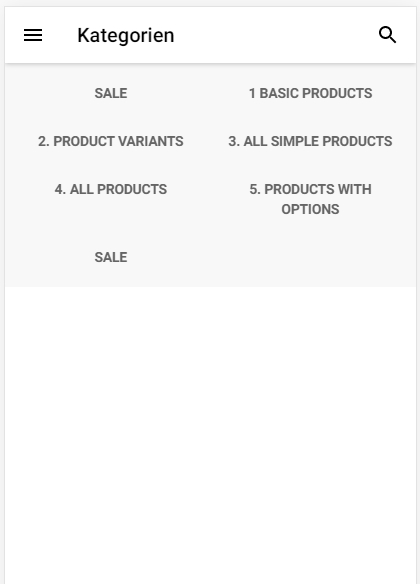 Kategorien
SALE
1 BASIC PRODUCTS
2. PRODUCT VARIANTS
3. ALL SIMPLE PRODUCTS
4. ALL PRODUCTS
5. PRODUCTS WITH
OPTIONS
SALE